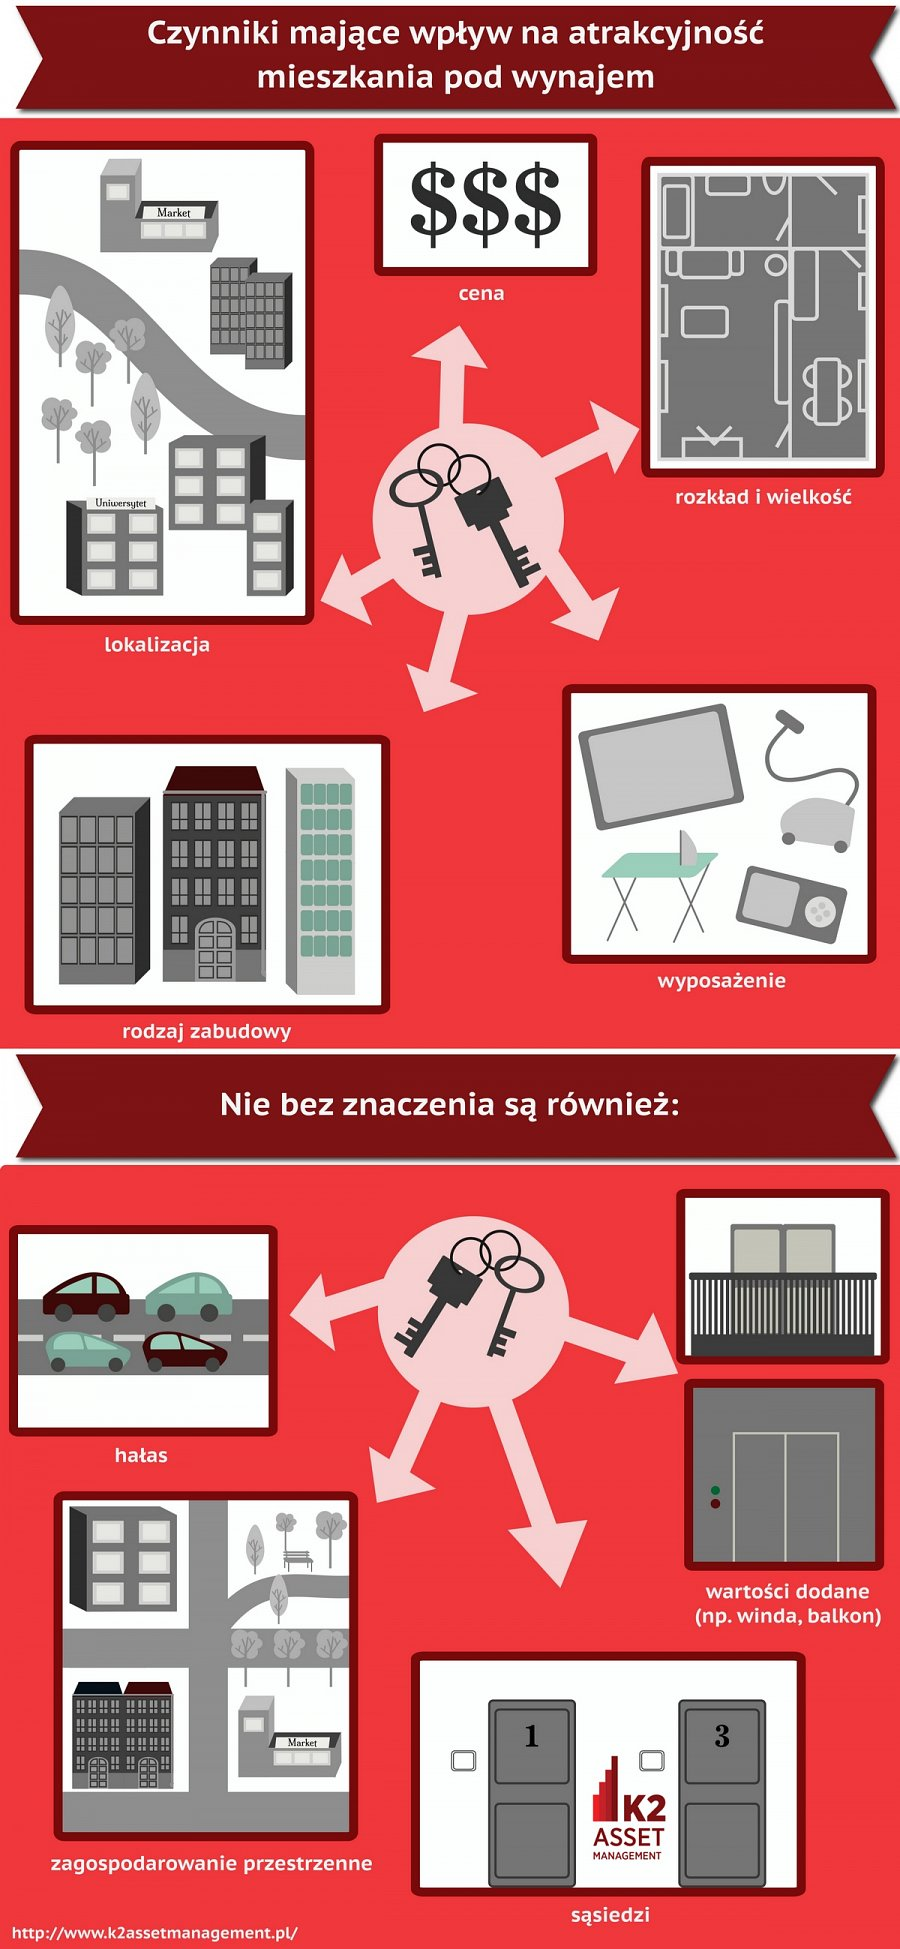 Czynniki mające wpływ na atrakcyjność
mieszkania pod wynajem
Market
Uniwersytet
lokalizacja
$$$
cena
rozkład i wielkość
rodzaj zabudowy
wyposażenie
Nie bez znaczenia są również:
hałas
wartości dodane
(np. winda, balkon)
Market
zagospodarowanie przestrzenne
1
3
K2
ASSET
MANAGEMENT
sąsiedzi
http://www.k2assetmanagement.pl/